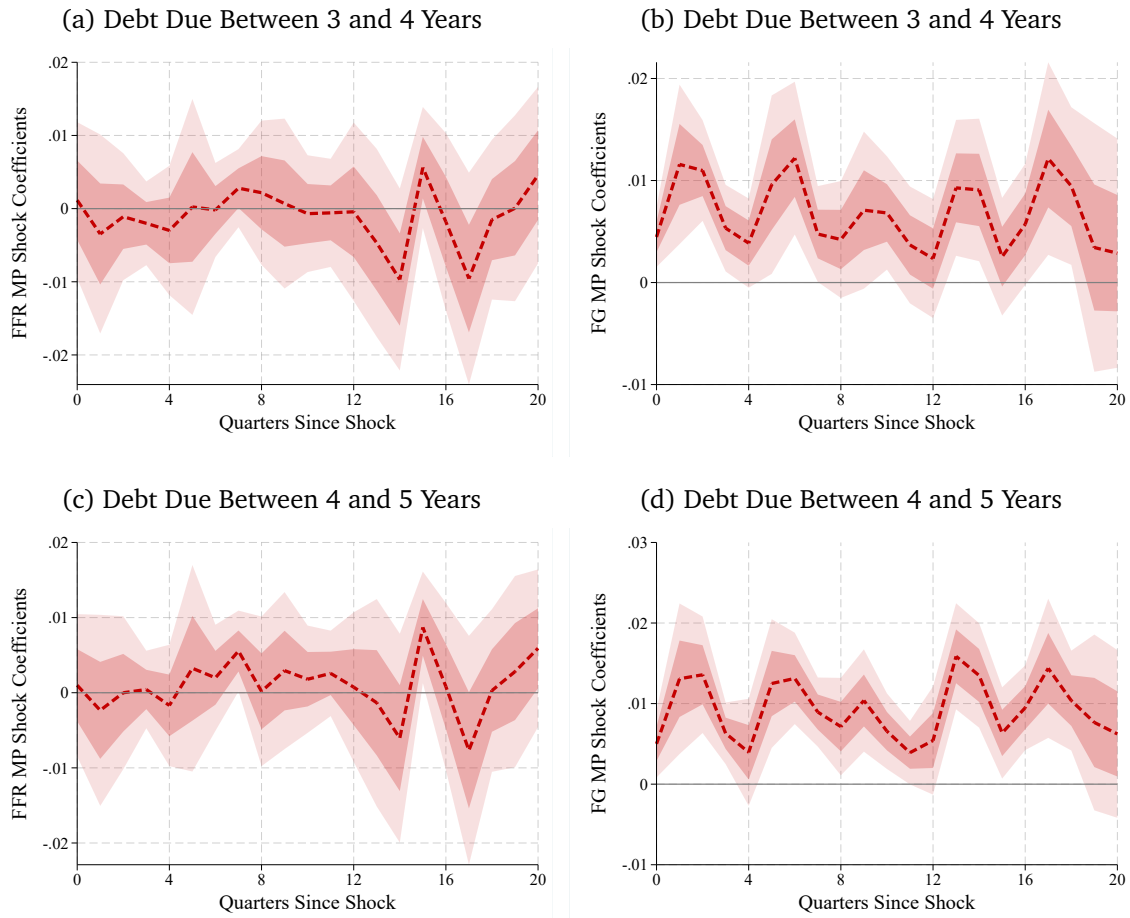 (a) Debt Due Between 3 and 4 Years
FFR MP Shock Coefficients
.02
.01
0
-.01
-.02
0 4 8 12 16 20
Quarters Since Shock
(b) Debt Due Between 3 and 4 Years
FG MP Shock Coefficients
.02
.01
0
-.01
0 4 8 12 16 20
Quarters Since Shock
(c) Debt Due Between 4 and 5 Years
FFR MP Shock Coefficients
.02
.01
0
-.01
-.02
0 4 8 12 16 20
Quarters Since Shock
(d) Debt Due Between 4 and 5 Years
FG MP Shock Coefficients
.03
.02
.01
0
-.01
0 4 8 12 16 20
Quarters Since Shock